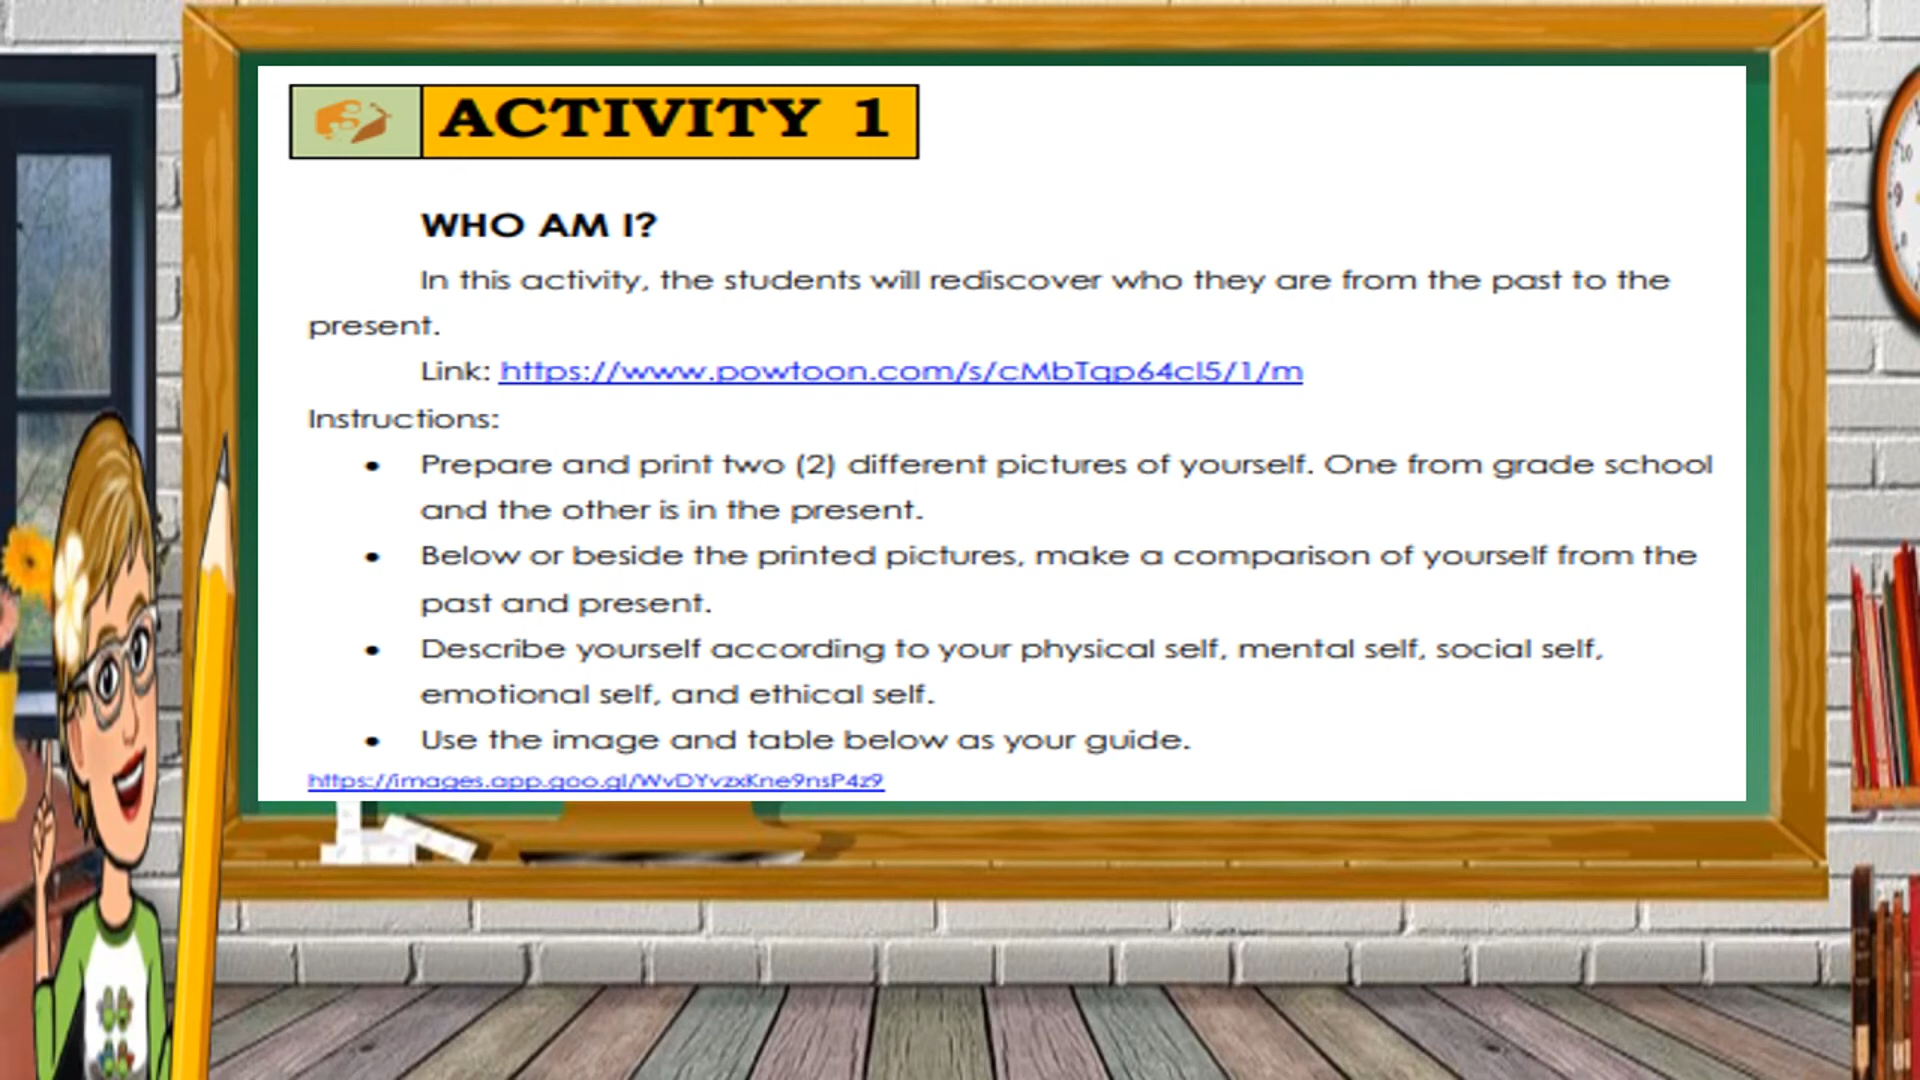 ACTIVITY 1
WHO AM I?
In this activity, the students will rediscover who they are from the past to the
present.
Link: https://www.powtoon.com/s/cMbTqp64cI5/1/m
Instructions:
• Prepare and print two (2) different pictures of yourself. One from grade school
and the other is in the present.
• Below or beside the printed pictures, make a comparison of yourself from the
past and present.
• Describe yourself according to your physical self, mental self, social self,
emotional self, and ethical self.
• Use the image and table below as your guide.
https://images.app.goo.gl/WvDYvzxKne9nsP4z9
10
9